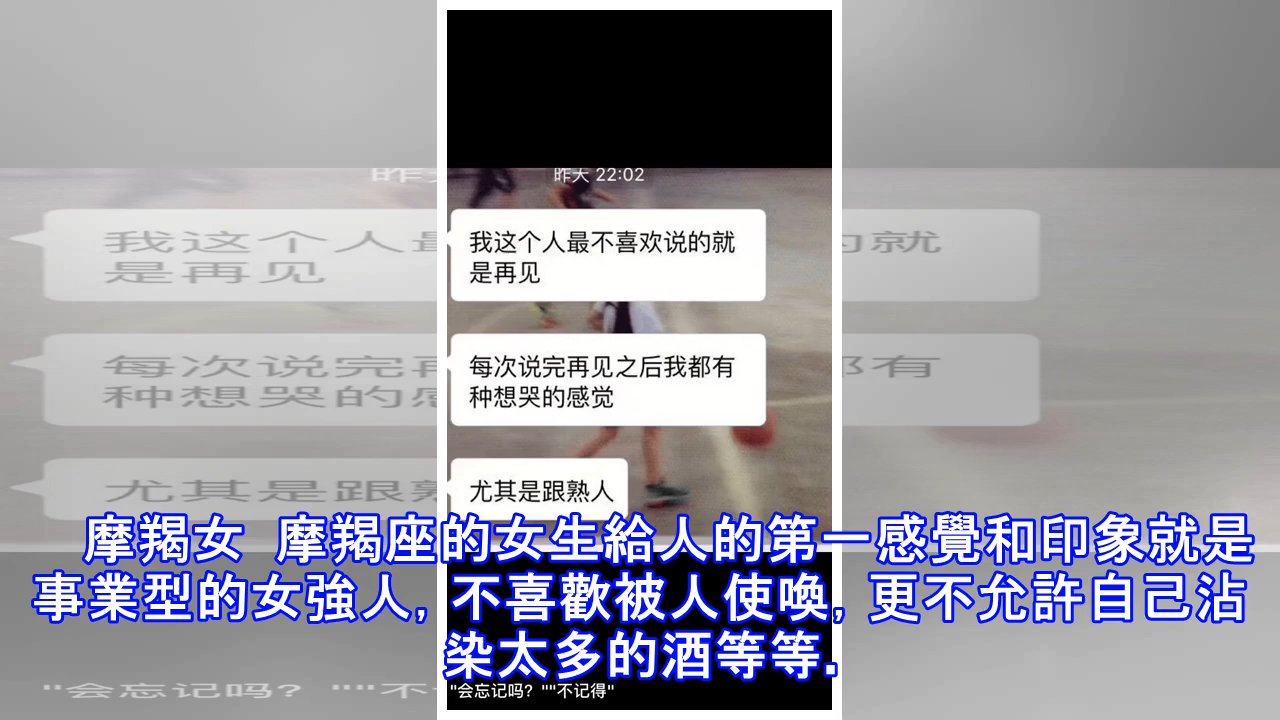 昨天 22:02
我这个人最不喜欢说的就
是再见
每次说完再见之后我都有
种想哭的感觉
尤其是跟熟人
摩羯女 摩羯座的女生給人的第一感覺和印象就是
事業型的女強人,不喜歡被人使喚,更不允許自己沾
染太多的酒等等.
"会忘记吗？""不记得"